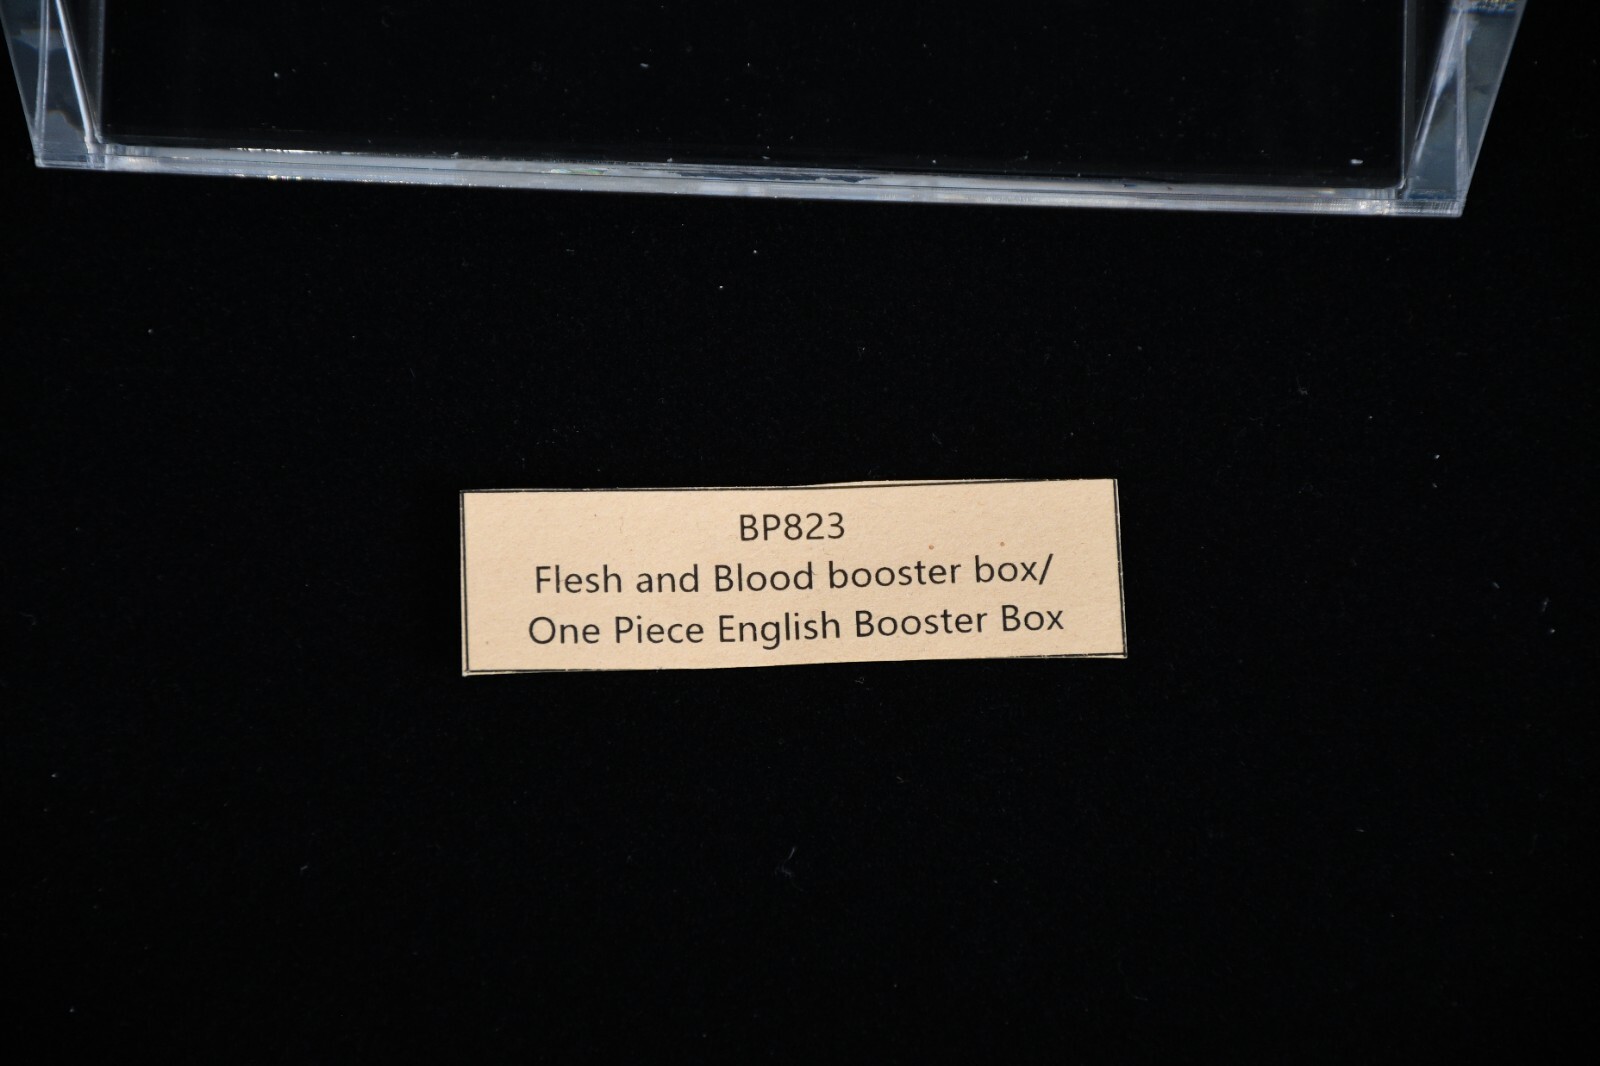 BP823
Flesh and Blood booster box/
One Piece English Booster Box